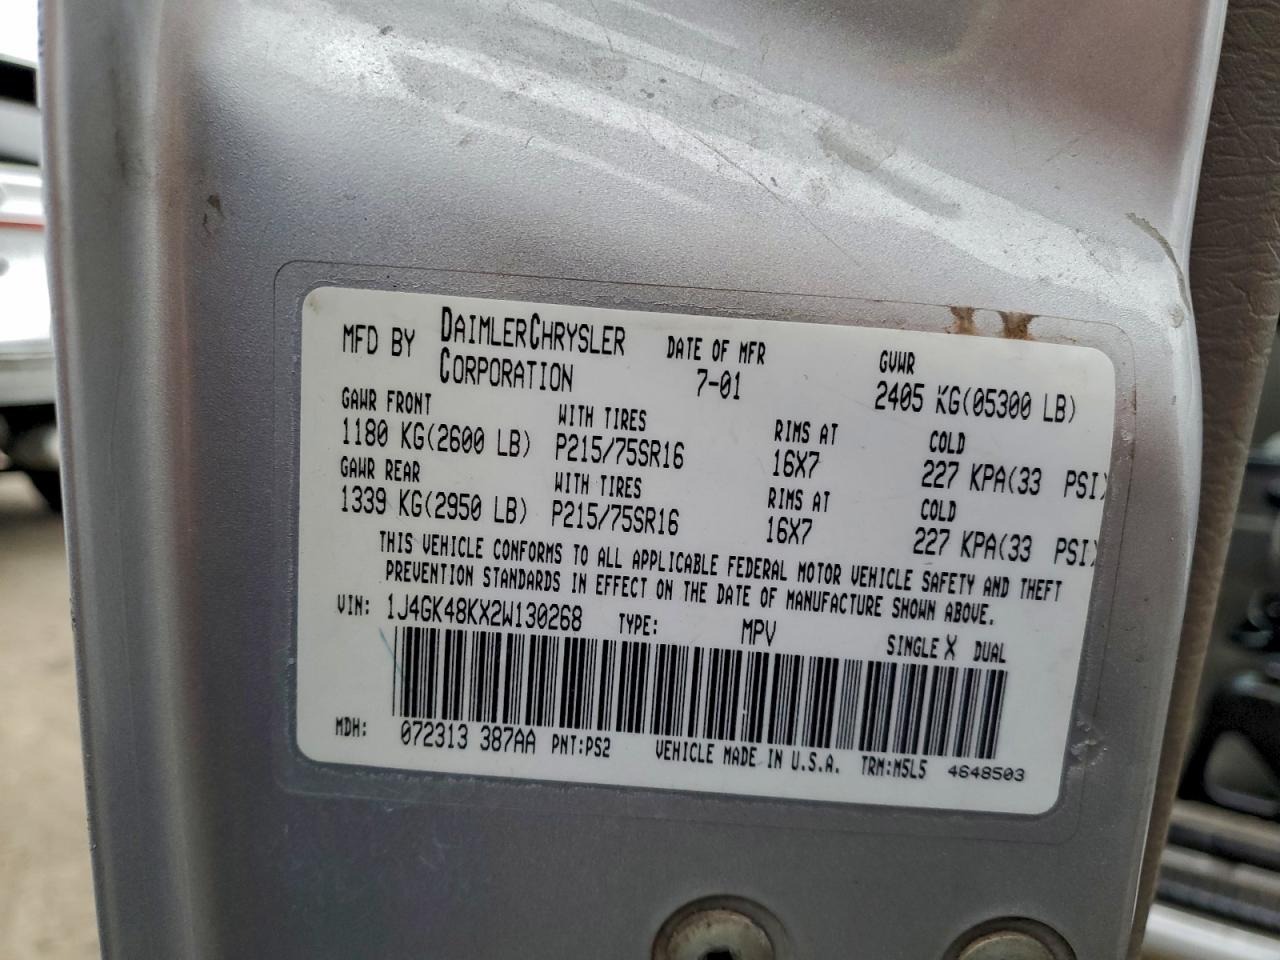 MFD BY DAIMLERCHRYSLER CORPORATION DATE OF MFR 7-01 GVWR 2405 KG(05300 LB)
GAWR FRONT WITH TIRES RIMS AT COLD
1180 KG(2600 LB) P215/75SR16 16X7 227 KPA(33 PSI)
GAWR REAR WITH TIRES RIMS AT COLD
1339 KG(2950 LB) P215/75SR16 16X7 227 KPA(33 PSI)
THIS VEHICLE CONFORMS TO ALL APPLICABLE FEDERAL MOTOR VEHICLE SAFETY AND THEFT
PREVENTION STANDARDS IN EFFECT ON THE DATE OF MANUFACTURE SHOWN ABOVE.
VIN: 1J4GK48KX2W130268 TYPE: MPV SINGLE X DUAL
MDH: 072313 387AA PNT:PS2 VEHICLE MADE IN U.S.A. TRM:M5L5 4648503